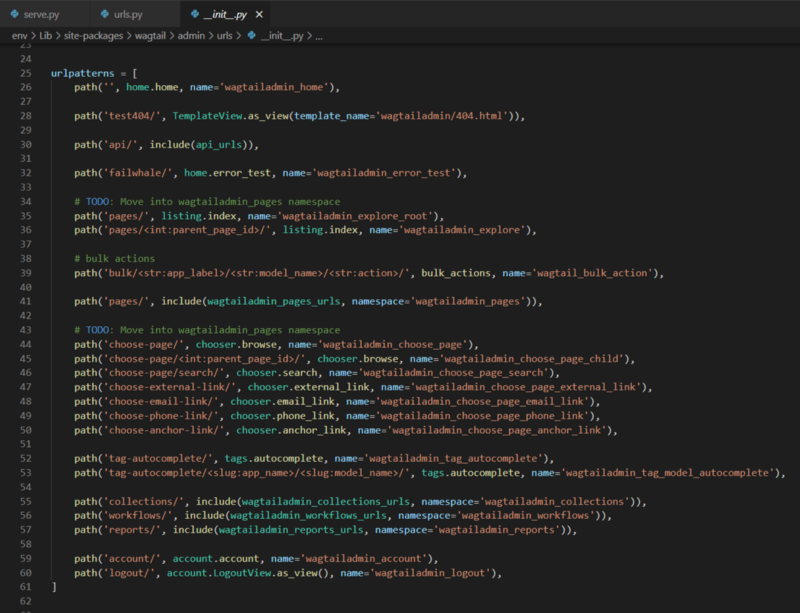 serve.py urls.py __init__.py ×
env > Lib > site-packages > wagtail > admin > urls > __init__.py > ...
23
24
25 urlpatterns = [
26     path('', home.home, name='wagtailadmin_home'),
27
28     path('test404/', TemplateView.as_view(template_name='wagtailadmin/404.html')),
29
30     path('api/', include(api_urls)),
31
32     path('failwhale/', home.error_test, name='wagtailadmin_error_test'),
33
34     # TODO: Move into wagtailadmin_pages namespace
35     path('pages/', listing.index, name='wagtailadmin_explore_root'),
36     path('pages/<int:parent_page_id>/', listing.index, name='wagtailadmin_explore'),
37
38     # bulk actions
39     path('bulk/<str:app_label>/<str:model_name>/<str:action>/', bulk_actions, name='wagtail_bulk_action'),
40
41     path('pages/', include(wagtailadmin_pages_urls, namespace='wagtailadmin_pages')),
42
43     # TODO: Move into wagtailadmin_pages namespace
44     path('choose-page/', chooser.browse, name='wagtailadmin_choose_page'),
45     path('choose-page/<int:parent_page_id>/', chooser.browse, name='wagtailadmin_choose_page_child'),
46     path('choose-page/search/', chooser.search, name='wagtailadmin_choose_page_search'),
47     path('choose-external-link/', chooser.external_link, name='wagtailadmin_choose_page_external_link'),
48     path('choose-email-link/', chooser.email_link, name='wagtailadmin_choose_page_email_link'),
49     path('choose-phone-link/', chooser.phone_link, name='wagtailadmin_choose_page_phone_link'),
50     path('choose-anchor-link/', chooser.anchor_link, name='wagtailadmin_choose_page_anchor_link'),
51
52     path('tag-autocomplete/', tags.autocomplete, name='wagtailadmin_tag_autocomplete'),
53     path('tag-autocomplete/<slug:app_name>/<slug:model_name>/', tags.autocomplete, name='wagtailadmin_tag_model_autocomplete'),
54
55     path('collections/', include(wagtailadmin_collections_urls, namespace='wagtailadmin_collections')),
56     path('workflows/', include(wagtailadmin_workflows_urls, namespace='wagtailadmin_workflows')),
57     path('reports/', include(wagtailadmin_reports_urls, namespace='wagtailadmin_reports')),
58
59     path('account/', account.account, name='wagtailadmin_account'),
60     path('logout/', account.LogoutView.as_view(), name='wagtailadmin_logout'),
61 ]
62